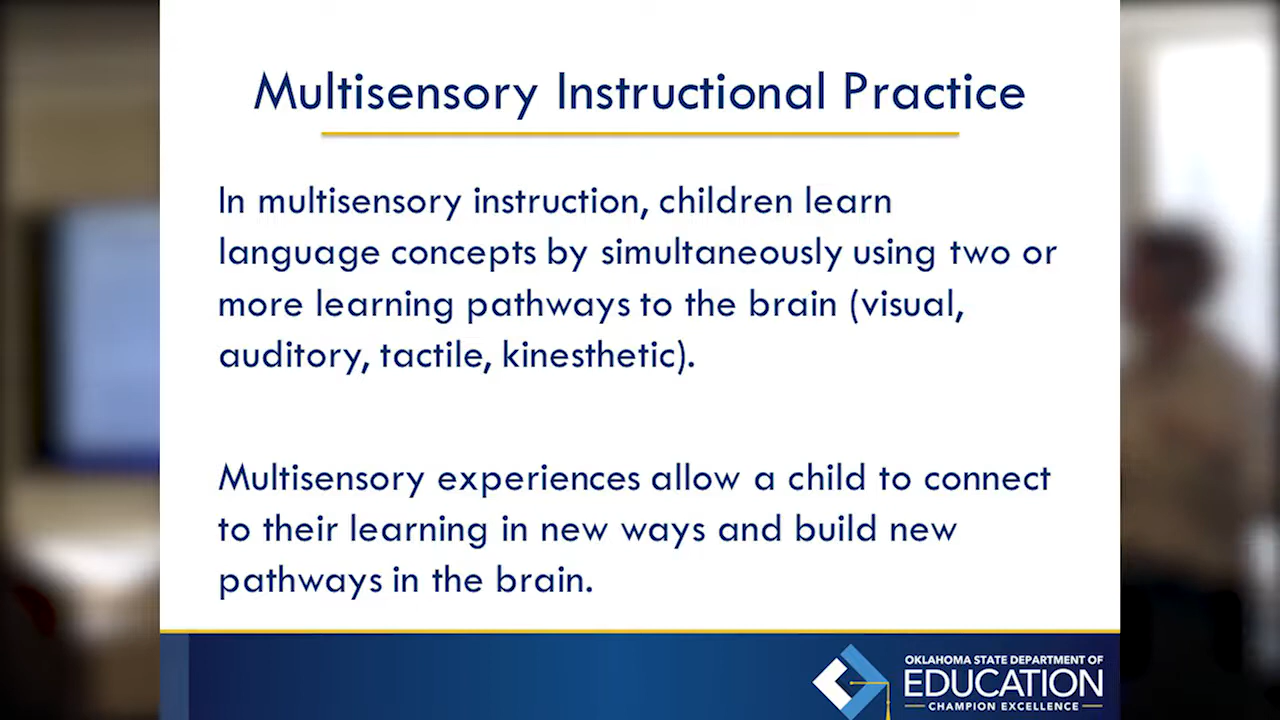 Multisensory Instructional Practice
In multisensory instruction, children learn
language concepts by simultaneously using two or
more learning pathways to the brain (visual,
auditory, tactile, kinesthetic).
Multisensory experiences allow a child to connect
to their learning in new ways and build new
pathways in the brain.
OKLAHOMA STATE DEPARTMENT OF
EDUCATION
CHAMPION EXCELLENCE